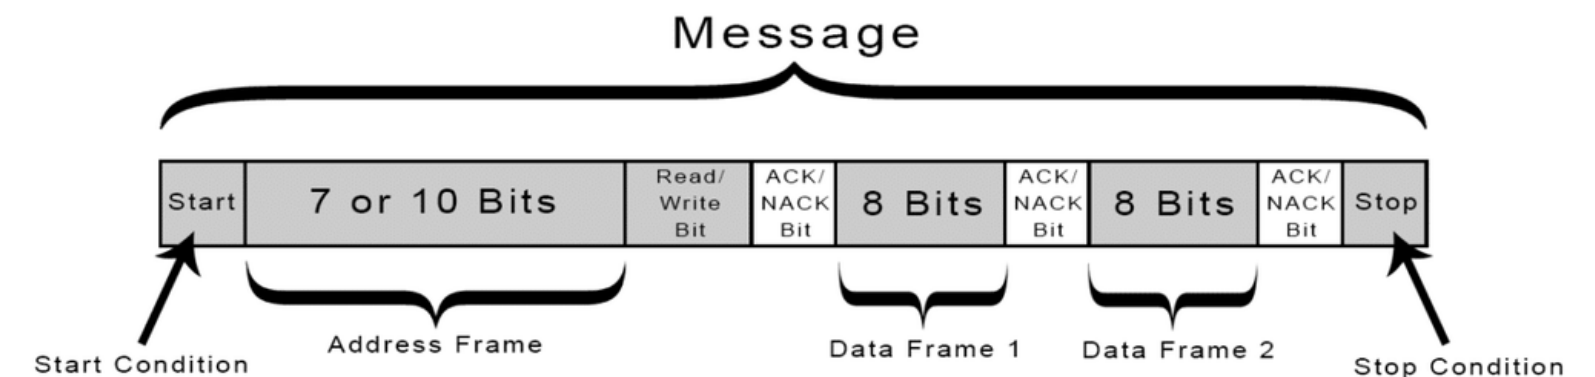 Message
Start
7 or 10 Bits
Read/
Write
Bit
ACK/
NACK
Bit
8 Bits
ACK/
NACK
Bit
8 Bits
ACK/
NACK
Bit
Stop
Start Condition
Address Frame
Data Frame 1
Data Frame 2
Stop Condition